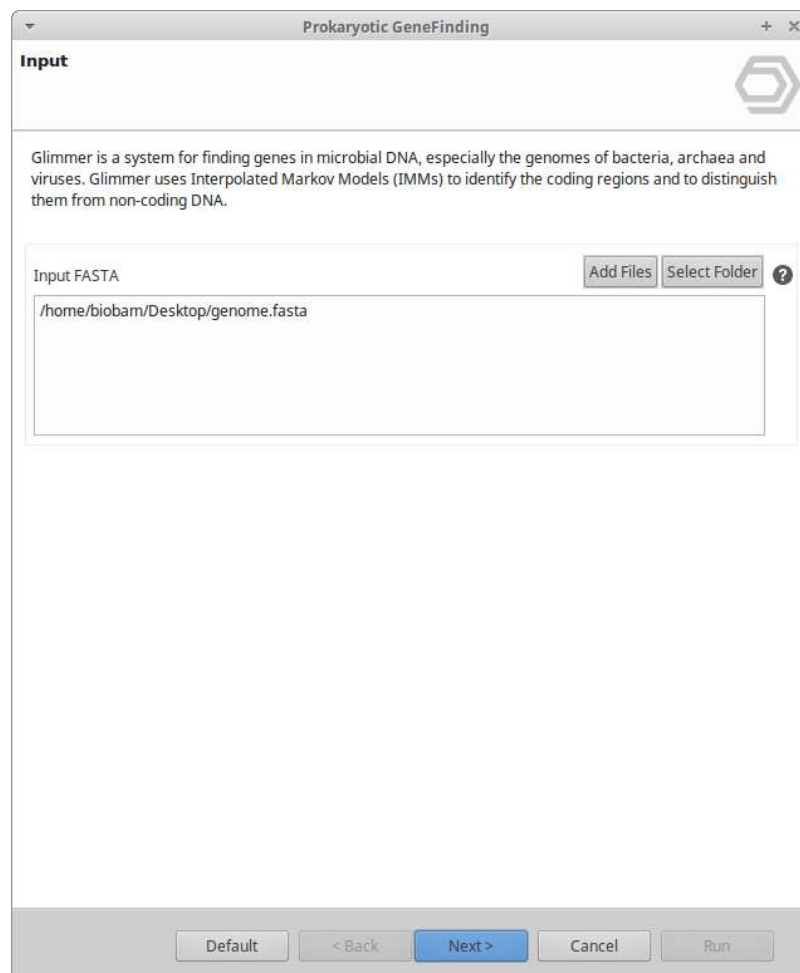 Prokaryotic GeneFinding
Input
Glimmer is a system for finding genes in microbial DNA, especially the genomes of bacteria, archaea and
viruses. Glimmer uses Interpolated Markov Models (IMMs) to identify the coding regions and to distinguish
them from non-coding DNA.
Input FASTA
Add Files
Select Folder
?
/home/biobam/Desktop/genome.fasta
Default
< Back
Next >
Cancel
Run